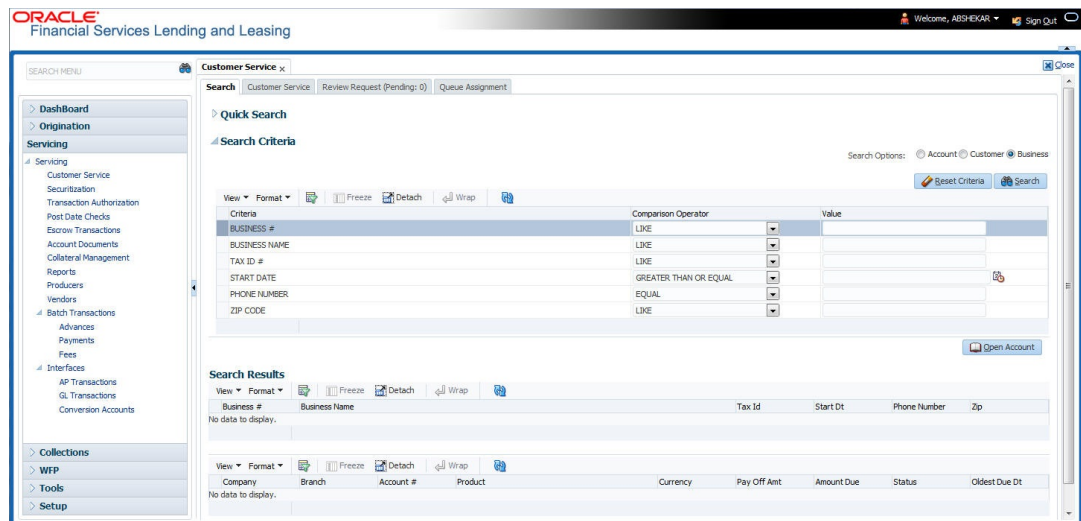 ORACLE®
Financial Services Lending and Leasing
Welcome, ABSHEKAR
Sign Out
SEARCH MENU
DashBoard
Origination
Servicing
Servicing
Customer Service
Securitization
Transaction Authorization
Post Date Checks
Escrow Transactions
Account Documents
Collateral Management
Reports
Producers
Vendors
Batch Transactions
Advances
Payments
Fees
Interfaces
AP Transactions
GL Transactions
Conversion Accounts
Collections
WFP
Tools
Setup
Customer Service x
Close
Search Customer Service Review Request (Pending: 0) Queue Assignment
Quick Search
Search Criteria
Search Options: Account Customer Business
Reset Criteria Search
View Format Freeze Detach Wrap
Criteria Comparison Operator Value
BUSINESS # LIKE
BUSINESS NAME LIKE
TAX ID # LIKE
START DATE GREATER THAN OR EQUAL
PHONE NUMBER EQUAL
ZIP CODE LIKE
Open Account
Search Results
View Format Freeze Detach Wrap
Business # Business Name Tax Id Start Dt Phone Number Zip
No data to display.
View Format Freeze Detach Wrap
Company Branch Account # Product Currency Pay Off Amt Amount Due Status Oldest Due Dt
No data to display.